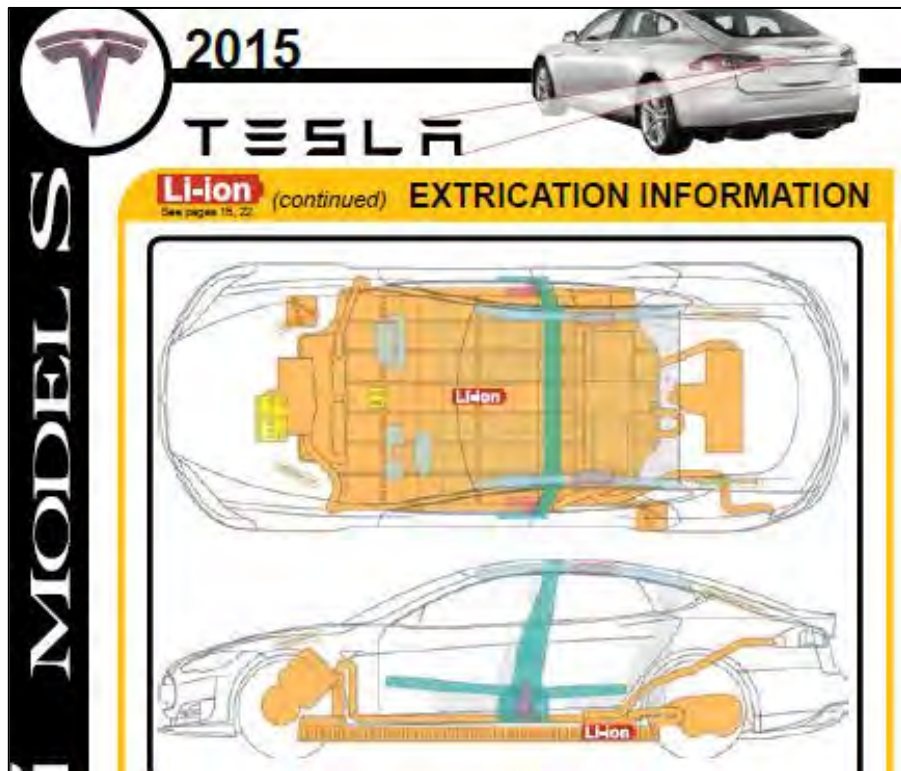 2015
TESLA
Li-ion (continued) EXTRICATION INFORMATION
See pages 15, 22
MODEL S
Li-ion
Li-ion